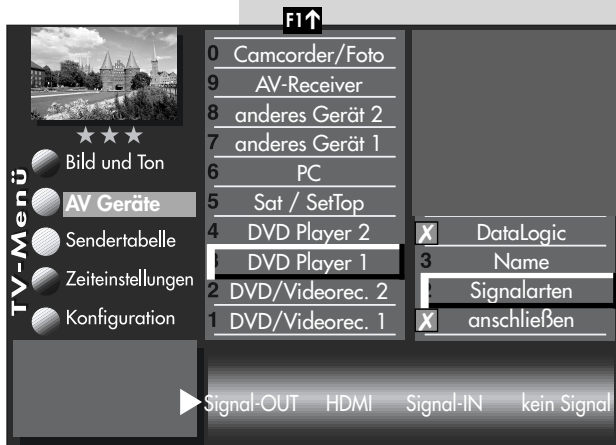 F1↑
TV-Menü
Bild und Ton
AV Geräte
Sendertabelle
Zeiteinstellungen
Konfiguration
0 Camcorder/Foto
9 AV-Receiver
8 anderes Gerät 2
7 anderes Gerät 1
6 PC
5 Sat / SetTop
4 DVD Player 2
3 DVD Player 1
2 DVD/Videorec. 2
1 DVD/Videorec. 1
X DataLogic
3 Name
Signalarten
X anschließen
Signal-OUT HDMI Signal-IN kein Signal